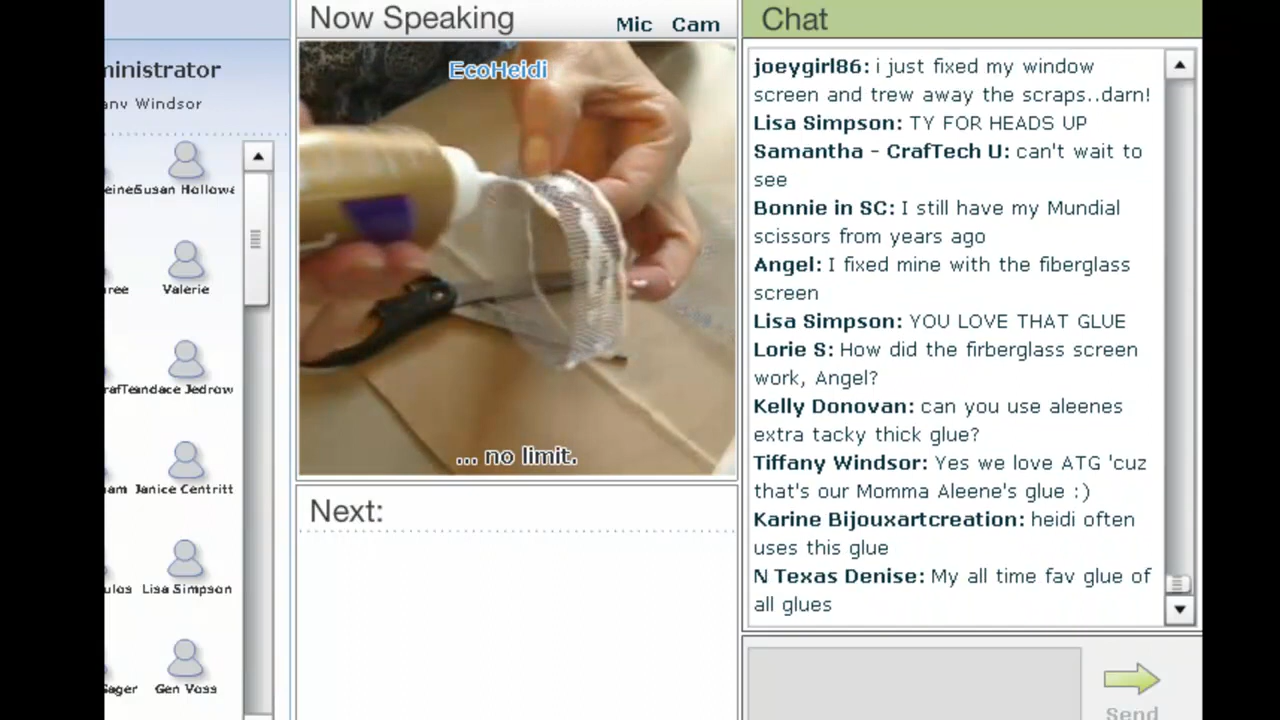 ministrator
any Windsor
Susan Hollow
ree
Valerie
Janice Centritt
Lisa Simpson
Gen Voss
Now Speaking
Mic Cam
EcoHeidi
... no limit.
Next:
Chat
joeygirl86: i just fixed my window
screen and trew away the scraps..darn!
Lisa Simpson: TY FOR HEADS UP
Samantha - CrafTech U: can't wait to
see
Bonnie in SC: I still have my Mundial
scissors from years ago
Angel: I fixed mine with the fiberglass
screen
Lisa Simpson: YOU LOVE THAT GLUE
Lorie S: How did the firberglass screen
work, Angel?
Kelly Donovan: can you use aleenes
extra tacky thick glue?
Tiffany Windsor: Yes we love ATG 'cuz
that's our Momma Aleene's glue :)
Karine Bijouxartcreation: heidi often
uses this glue
N Texas Denise: My all time fav glue of
all glues
Send